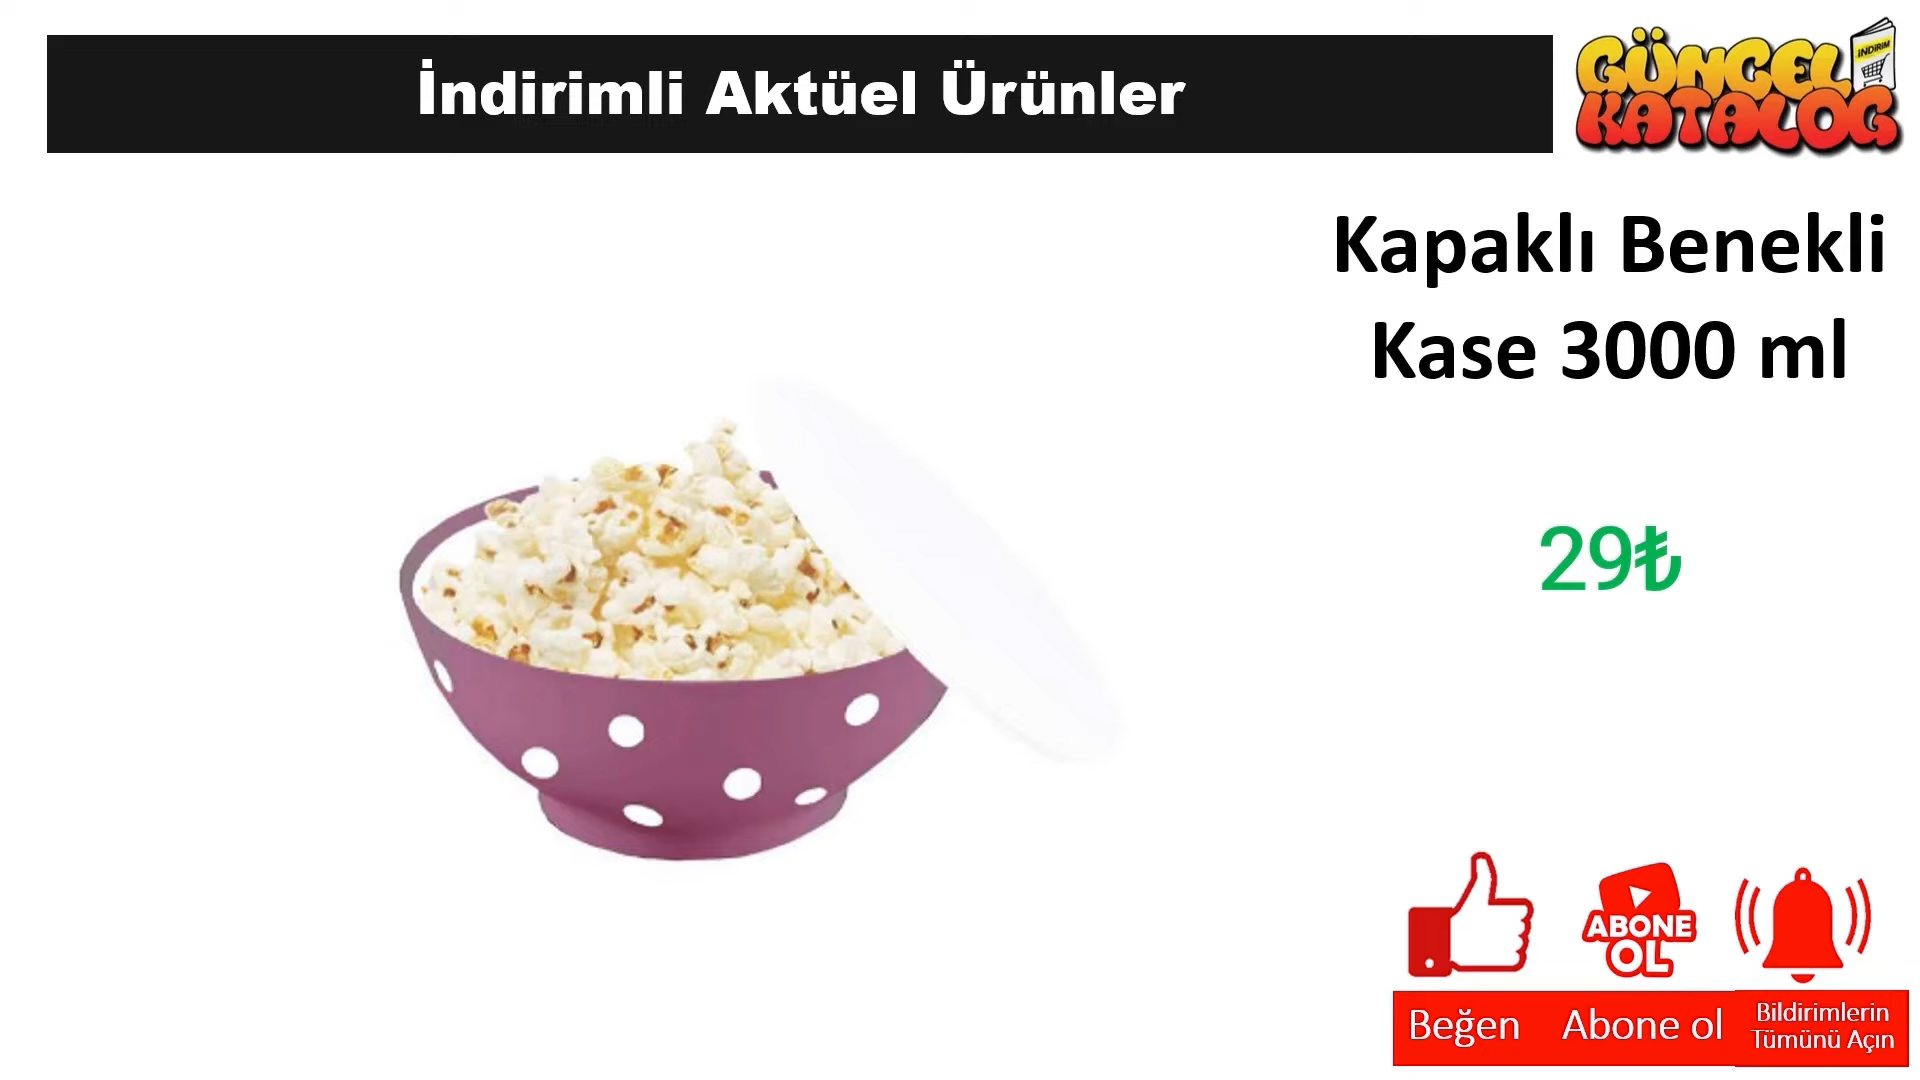 İndirimli Aktüel Ürünler
GÜNCEL
KATALOG
İNDİRİM
Kapaklı Benekli
Kase 3000 ml
29₺
ABONE
OL
Beğen
Abone ol
Bildirimlerin
Tümünü Açın